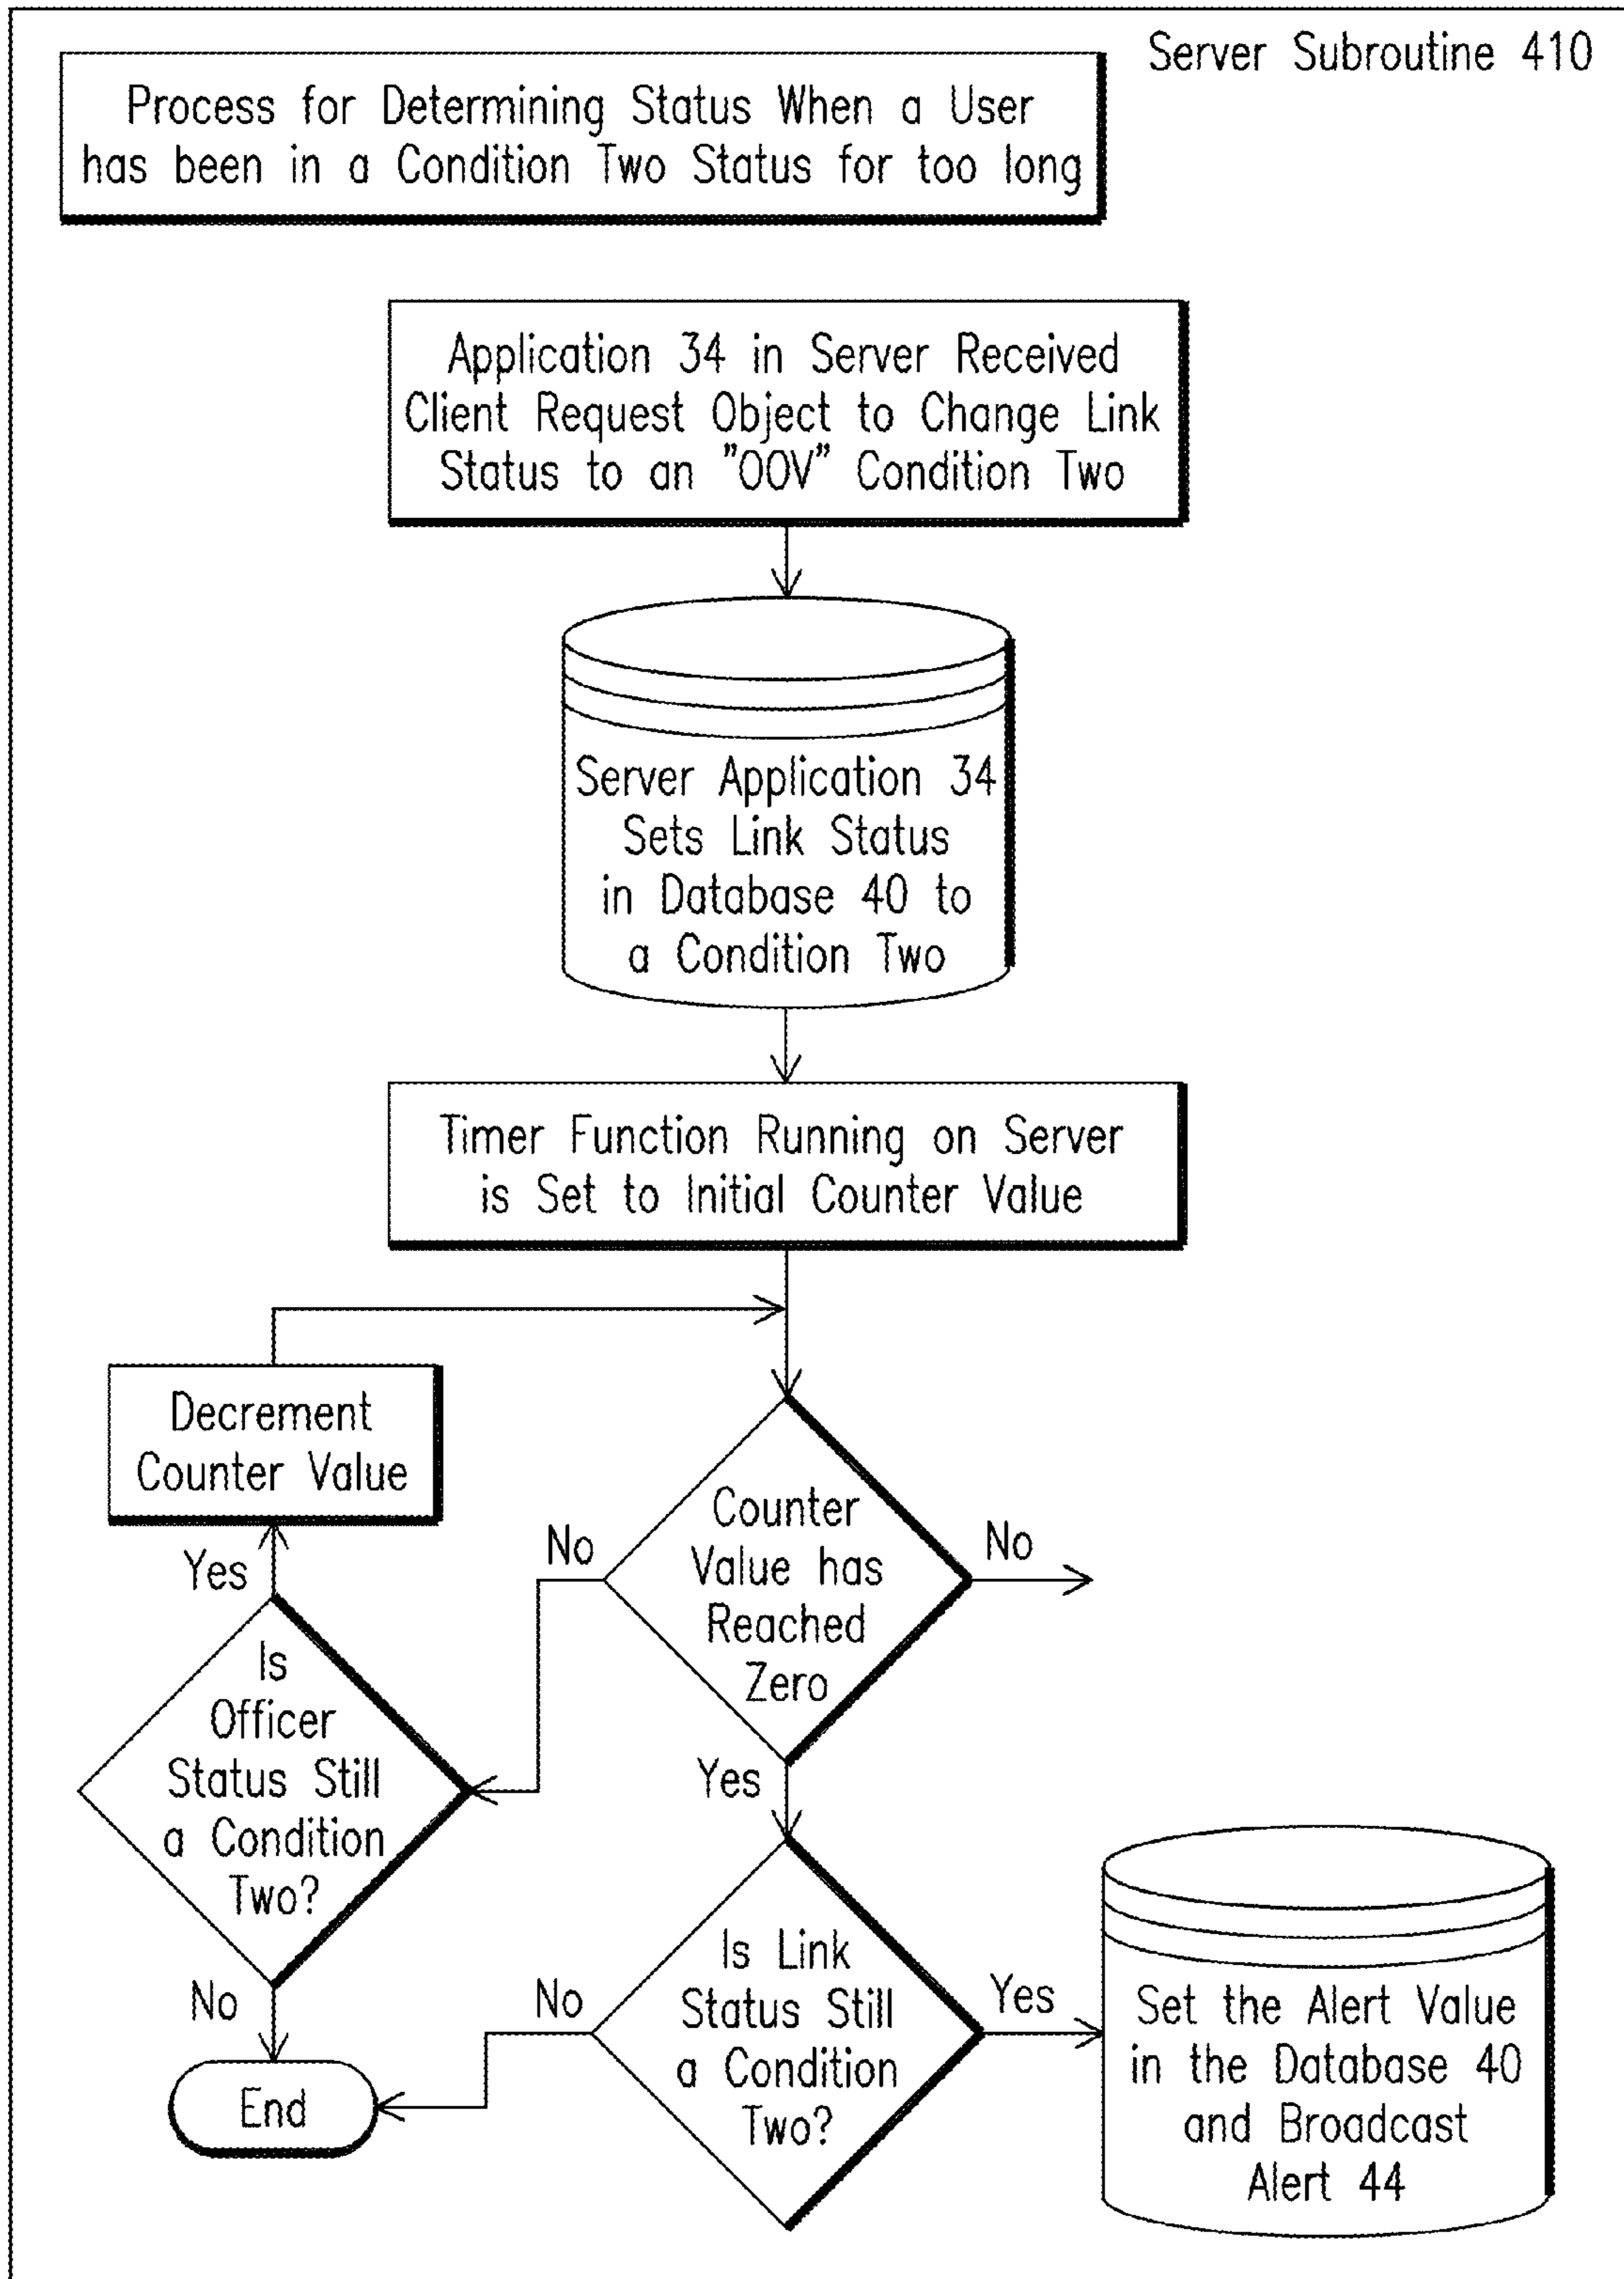 Server Subroutine 410
Process for Determining Status When a User
has been in a Condition Two Status for too long
Application 34 in Server Received
Client Request Object to Change Link
Status to an "OOV" Condition Two
Server Application 34
Sets Link Status
in Database 40 to
a Condition Two
Timer Function Running on Server
is Set to Initial Counter Value
Decrement
Counter Value
Yes
Is
Officer
Status Still
a Condition
Two?
No
End
No
Counter
Value has
Reached
Zero
No
Yes
Is Link
Status Still
a Condition
Two?
No
Yes
Set the Alert Value
in the Database 40
and Broadcast
Alert 44